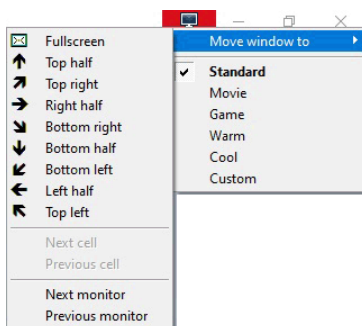 Move window to
Standard
Movie
Game
Warm
Cool
Custom
Fullscreen
Top half
Top right
Right half
Bottom right
Bottom half
Bottom left
Left half
Top left
Next cell
Previous cell
Next monitor
Previous monitor